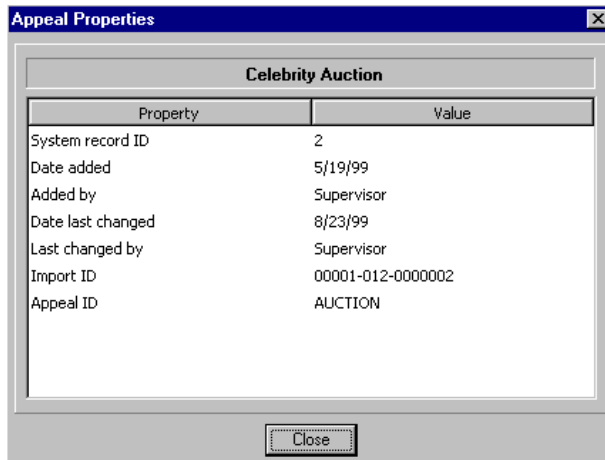 Appeal Properties
Celebrity Auction
Property Value
System record ID 2
Date added 5/19/99
Added by Supervisor
Date last changed 8/23/99
Last changed by Supervisor
Import ID 00001-012-0000002
Appeal ID AUCTION
Close